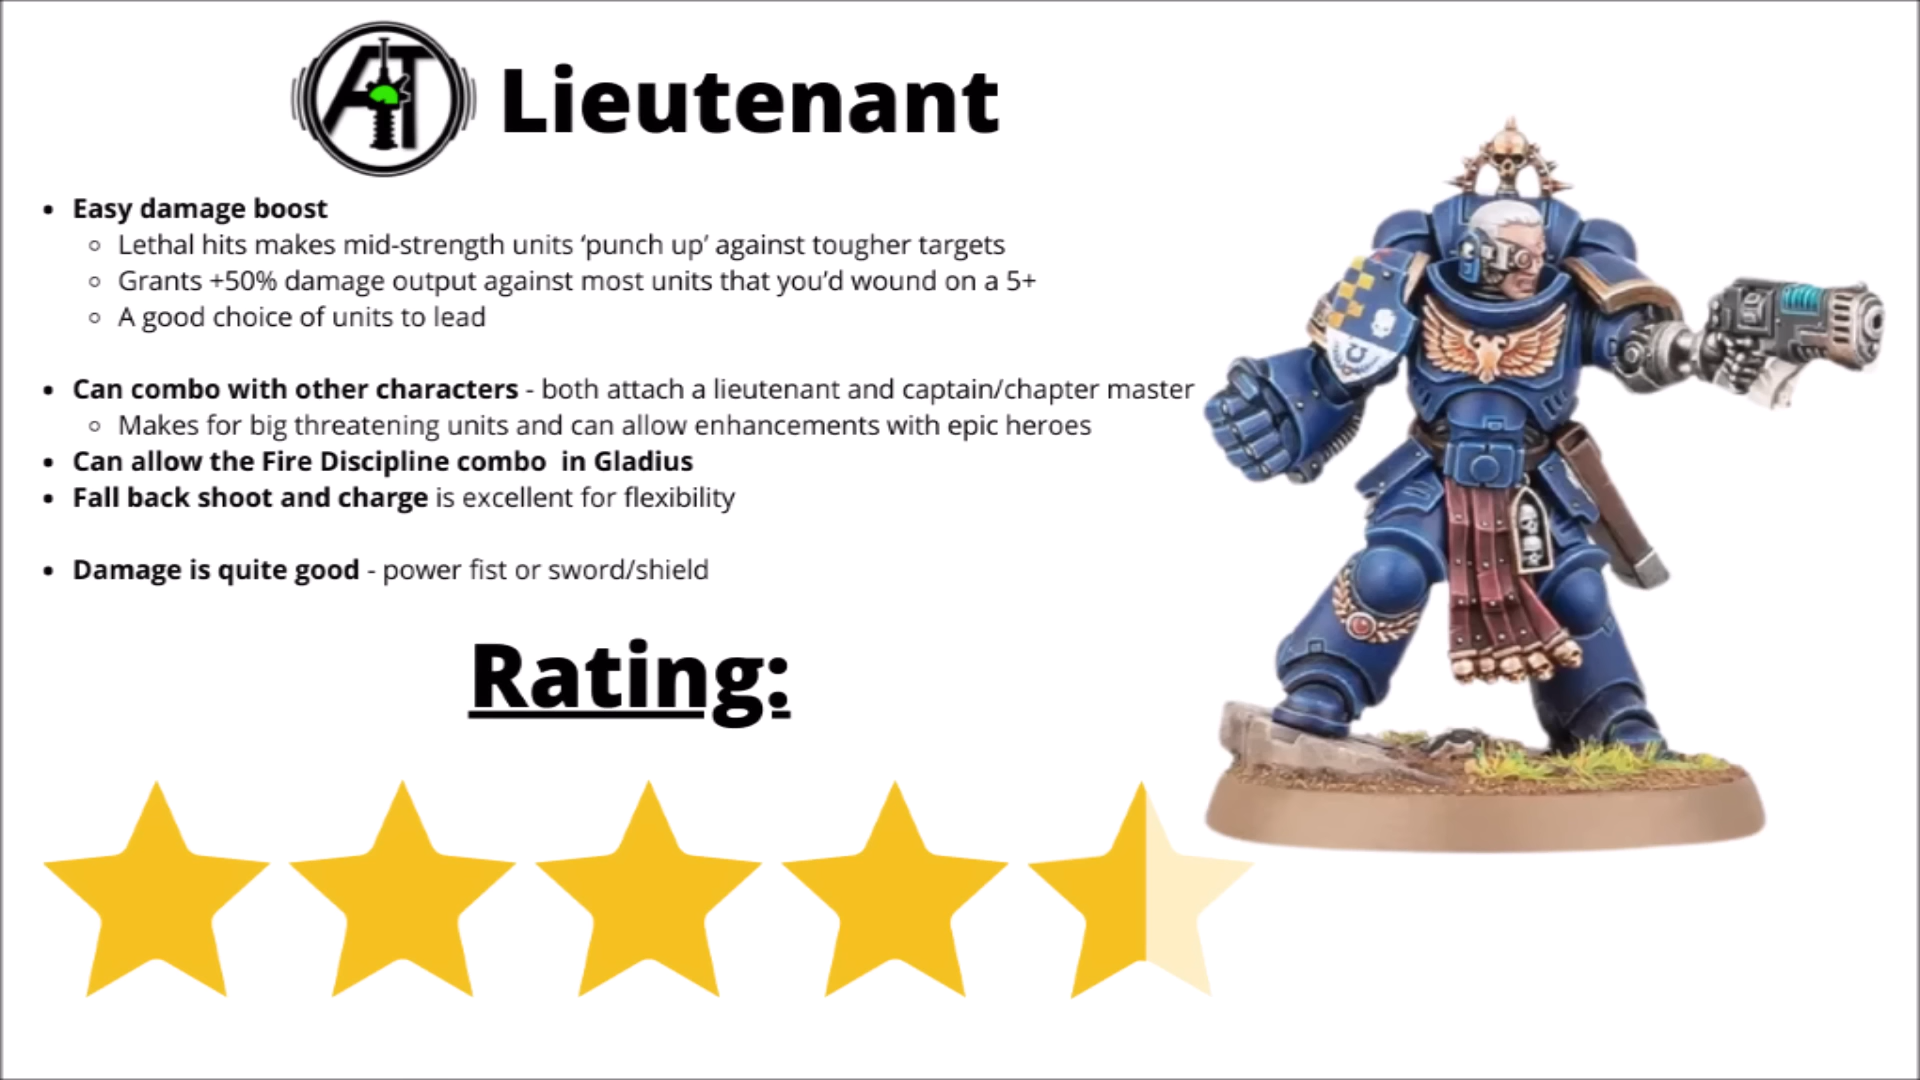 AT
Lieutenant
• Easy damage boost
○ Lethal hits makes mid-strength units ‘punch up’ against tougher targets
○ Grants +50% damage output against most units that you’d wound on a 5+
○ A good choice of units to lead
• Can combo with other characters - both attach a lieutenant and captain/chapter master
○ Makes for big threatening units and can allow enhancements with epic heroes
• Can allow the Fire Discipline combo  in Gladius
• Fall back shoot and charge is excellent for flexibility
• Damage is quite good - power fist or sword/shield
Rating: